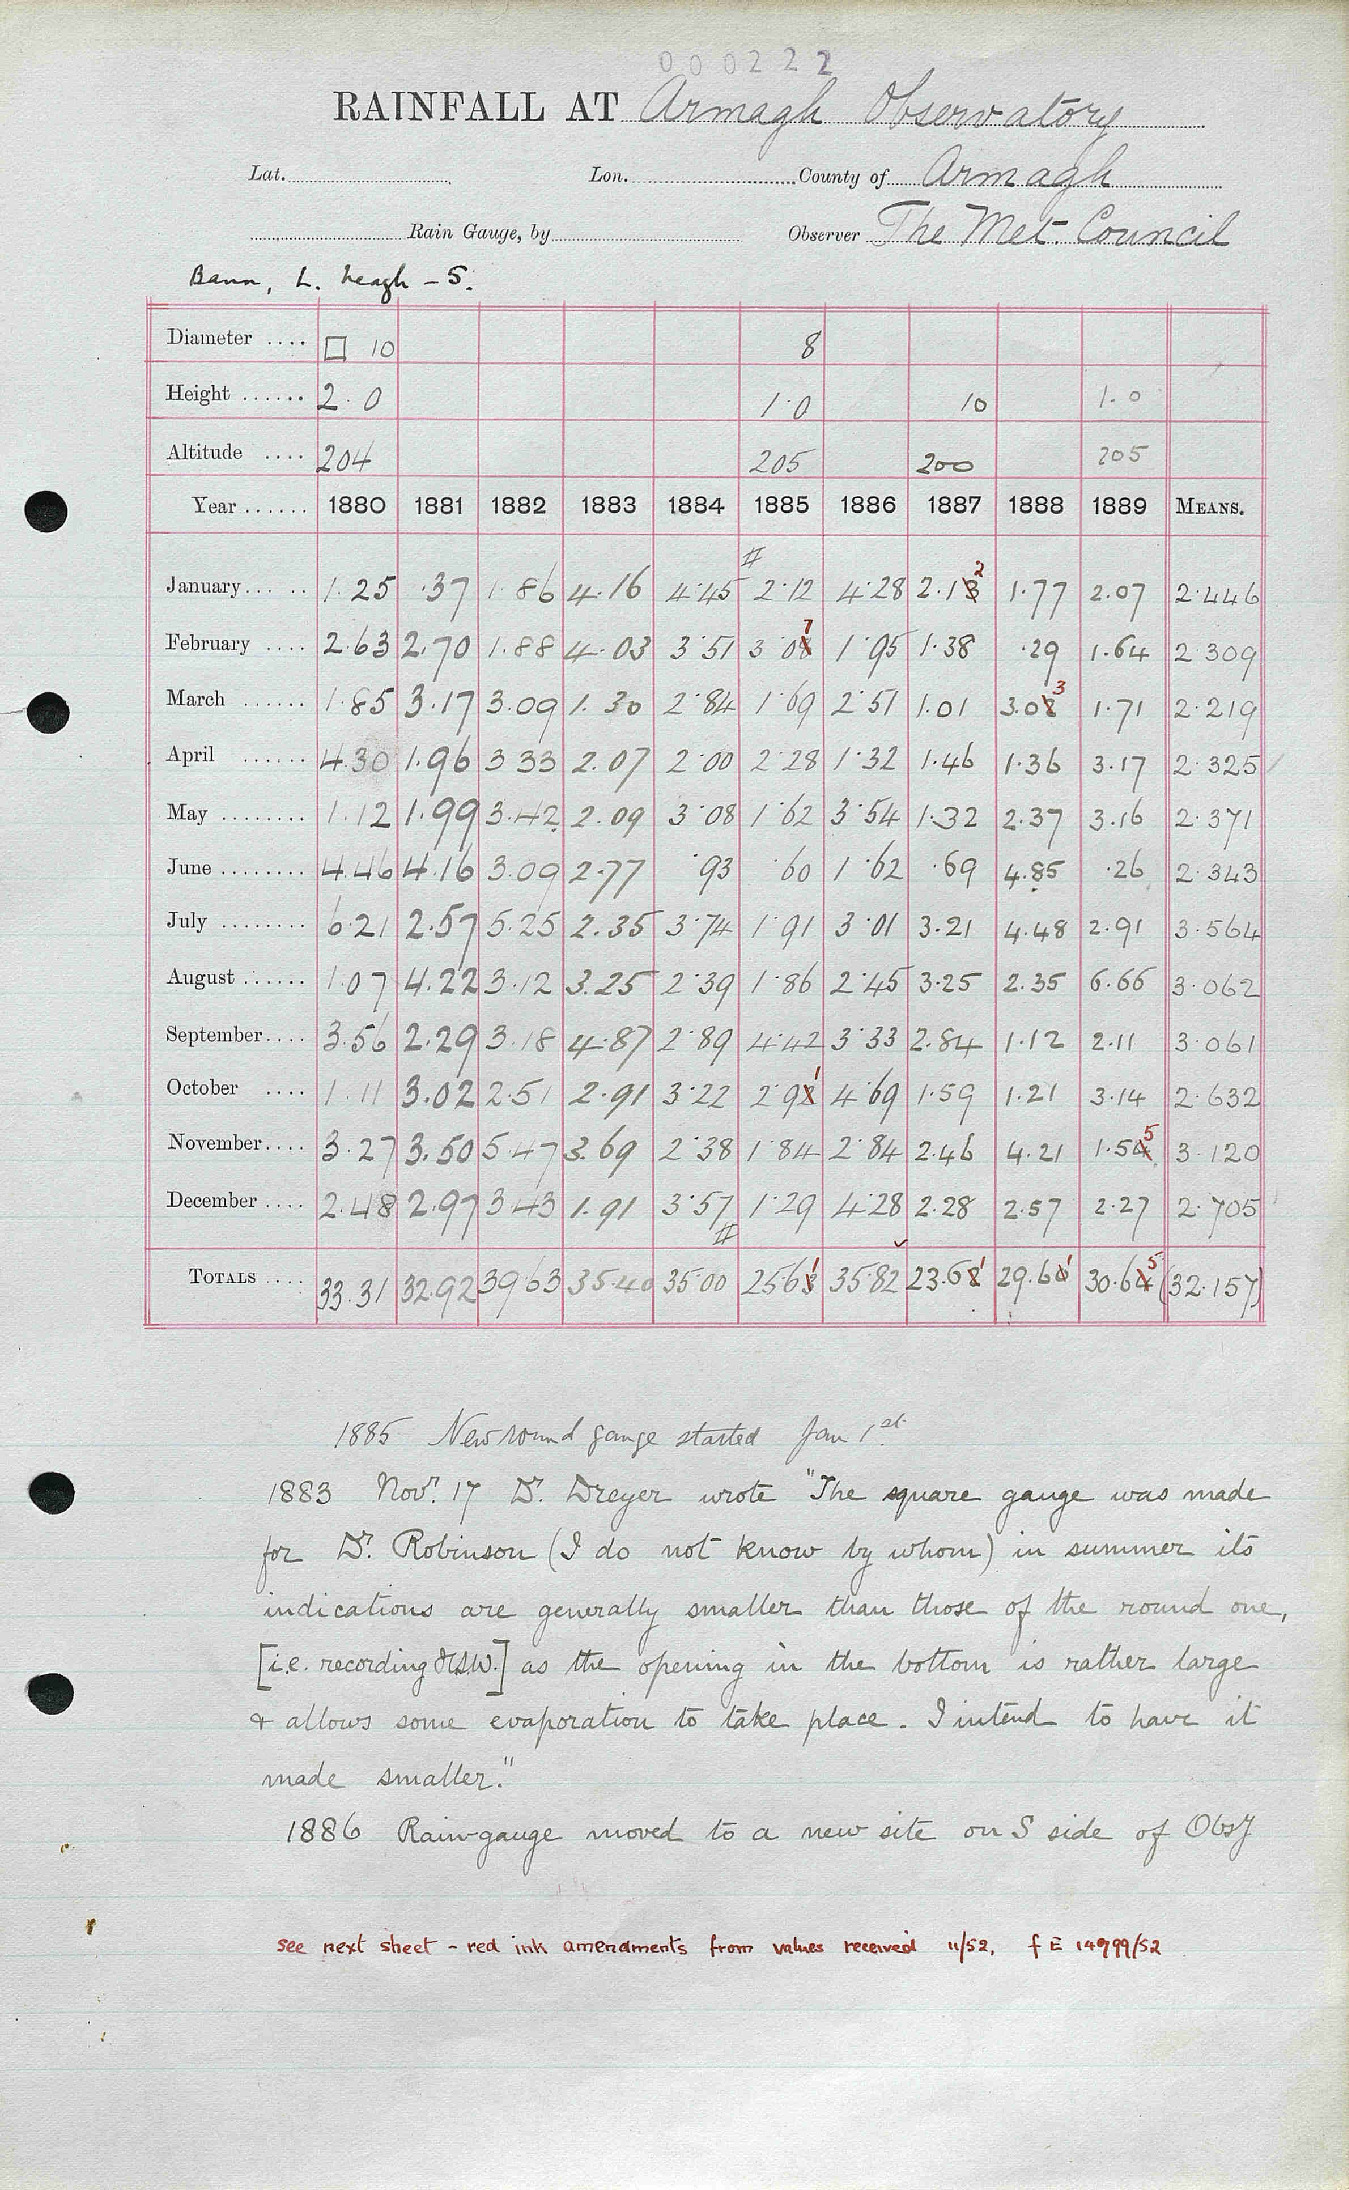 000222
RAINFALL AT Armagh Observatory
Lat. Lon. County of Armagh
Rain Gauge, by Observer The Met. Council
Bann, L. Neagh - S.
Diameter .... □ 10 8
Height ...... 2.0 1.0 10 1.0
Altitude .... 204 205 200 205
Year ...... 1880 1881 1882 1883 1884 1885 1886 1887 1888 1889 MEANS.
#
January ... .. 1.25 .37 1.86 4.16 4.45 2.12 4.28 2.13 2 1.77 2.07 2.446
February .... 2.63 2.70 1.88 4.03 3.51 3.08 7 1.95 1.38 .29 1.64 2.309
March ...... 1.85 3.17 3.09 1.30 2.84 1.69 2.51 1.01 3.08 3 1.71 2.219
April ...... 4.30 1.96 3.33 2.07 2.00 2.28 1.32 1.46 1.36 3.17 2.325
May ........ 1.12 1.99 3.42 2.09 3.08 1.62 3.54 1.32 2.37 3.16 2.371
June ........ 4.46 4.16 3.09 2.77 .93 .60 1.62 .69 4.85 .26 2.343
July ........ 6.21 2.57 5.25 2.35 3.74 1.91 3.01 3.21 4.48 2.91 3.564
August ...... 1.07 4.22 3.12 3.25 2.39 1.86 2.45 3.25 2.35 6.66 3.062
September .... 3.56 2.29 3.18 4.87 2.89 4.42 3.33 2.84 1.12 2.11 3.061
October .... 1.11 3.02 2.51 2.91 3.22 2.92 1 4.69 1.59 1.21 3.14 2.632
November .... 3.27 3.50 5.47 3.69 2.38 1.84 2.84 2.46 4.21 1.54 5 3.120
December .... 2.48 2.97 3.43 1.91 3.57 1.29 4.28 2.28 2.57 2.27 2.705
#
TOTALS .... 33.31 32.92 39.63 35.40 35.00 25.63 1 35.82 23.62 1 29.60 1 30.64 5 (32.157)
1885 New round gauge started Jan 1st.
1883 Novr. 17 Dr. Dreyer wrote "The square gauge was made
for Dr. Robinson (I do not know by whom) in summer its
indications are generally smaller than those of the round one,
[i.e. recording as the opening in the bottom is rather large
& allows some evaporation to take place. I intend to have it
made smaller."
1886 Rain-gauge moved to a new site on S side of Obsy
see next sheet - red ink amendments from values received 11/52. f E 14999/52